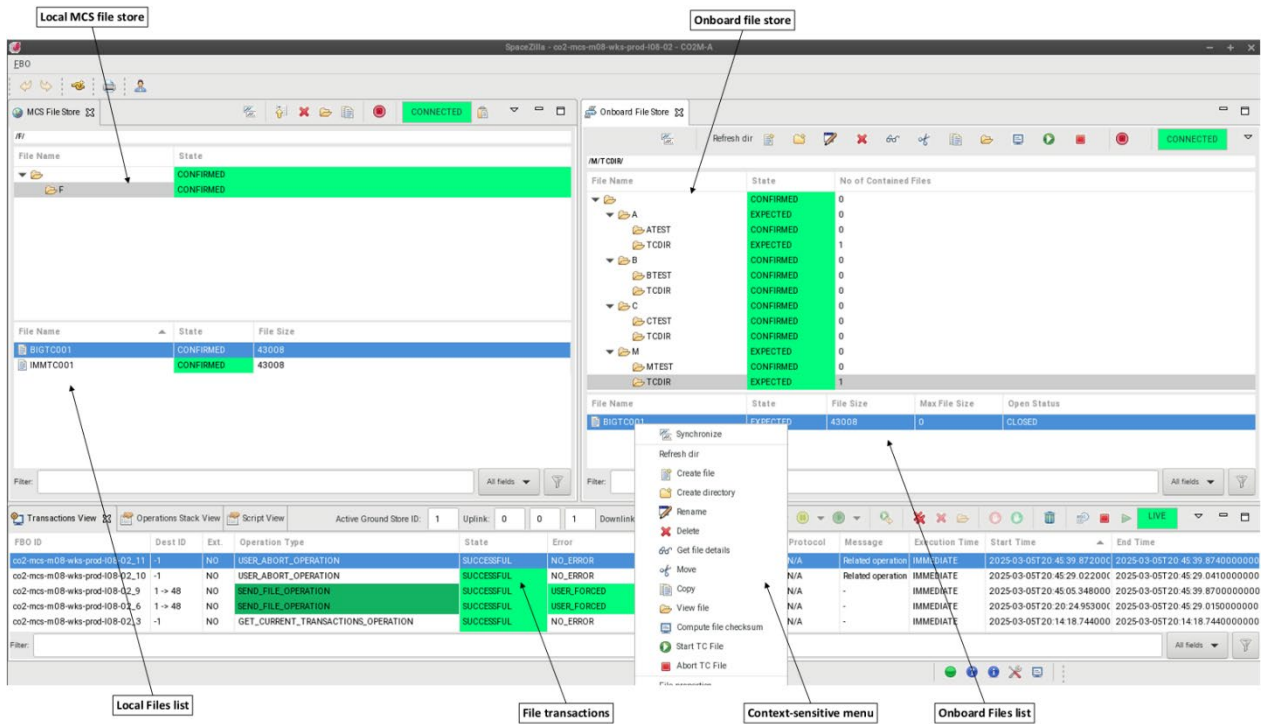 Local MCS file store
Onboard file store
SpaceZilla - co2-mcs-m08-wks-prod-l08-02 - CO2M-A
FBO
MCS File Store
CONNECTED
/F/
File Name State
CONFIRMED
F CONFIRMED
File Name State File Size
BIGTC001 CONFIRMED 43008
IMMTC001 CONFIRMED 43008
Filter: All fields
Onboard File Store
Refresh dir CONNECTED
/M/TCDIR/
File Name State No of Contained Files
CONFIRMED 0
A EXPECTED 0
ATEST CONFIRMED 0
TCDIR EXPECTED 1
B CONFIRMED 0
BTEST CONFIRMED 0
TCDIR CONFIRMED 0
C CONFIRMED 0
CTEST CONFIRMED 0
TCDIR CONFIRMED 0
M EXPECTED 0
MTEST CONFIRMED 0
TCDIR EXPECTED 1
File Name State File Size Max File Size Open Status
BIGTC001 EXPECTED 43008 0 CLOSED
Filter: All fields
Synchronize
Refresh dir
Create file
Create directory
Rename
Delete
Get file details
Move
Copy
View file
Compute file checksum
Start TC File
Abort TC File
File properties
Transactions View Operations Stack View Script View Active Ground Store ID: 1 Uplink: 0 0 1 Downlink LIVE
FBO ID Dest ID Ext. Operation Type State Error Protocol Message Execution Time Start Time End Time
co2-mcs-m08-wks-prod-l08-02_11 -1 NO USER_ABORT_OPERATION SUCCESSFUL NO_ERROR N/A Related operation IMMEDIATE 2025-03-05T20:45:39.872000 2025-03-05T20:45:39.8740000000
co2-mcs-m08-wks-prod-l08-02_10 -1 NO USER_ABORT_OPERATION SUCCESSFUL NO_ERROR N/A Related operation IMMEDIATE 2025-03-05T20:45:29.022000 2025-03-05T20:45:29.0410000000
co2-mcs-m08-wks-prod-l08-02_9 1 -> 48 NO SEND_FILE_OPERATION SUCCESSFUL USER_FORCED N/A - IMMEDIATE 2025-03-05T20:45:05.348000 2025-03-05T20:45:39.8700000000
co2-mcs-m08-wks-prod-l08-02_6 1 -> 48 NO SEND_FILE_OPERATION SUCCESSFUL USER_FORCED N/A - IMMEDIATE 2025-03-05T20:20:24.953000 2025-03-05T20:45:29.0150000000
co2-mcs-m08-wks-prod-l08-02_3 -1 NO GET_CURRENT_TRANSACTIONS_OPERATION SUCCESSFUL NO_ERROR N/A - IMMEDIATE 2025-03-05T20:14:18.744000 2025-03-05T20:14:18.7440000000
Filter: All fields
Local Files list
File transactions
Context-sensitive menu
Onboard Files list